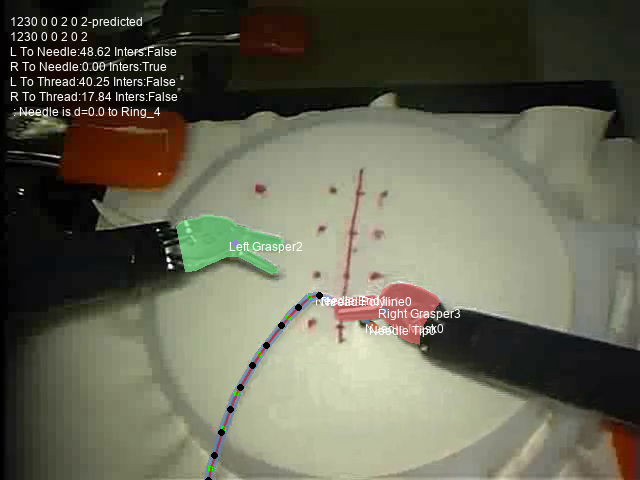 1230 0 0 2 0 2-predicted
1230 0 0 2 0 2
L To Needle:48.62 Inters:False
R To Needle:0.00 Inters:True
L To Thread:40.25 Inters:False
R To Thread:17.84 Inters:False
: Needle is d=0.0 to Ring_4
Left Grasper2
Right Grasper3
Needle Tip0